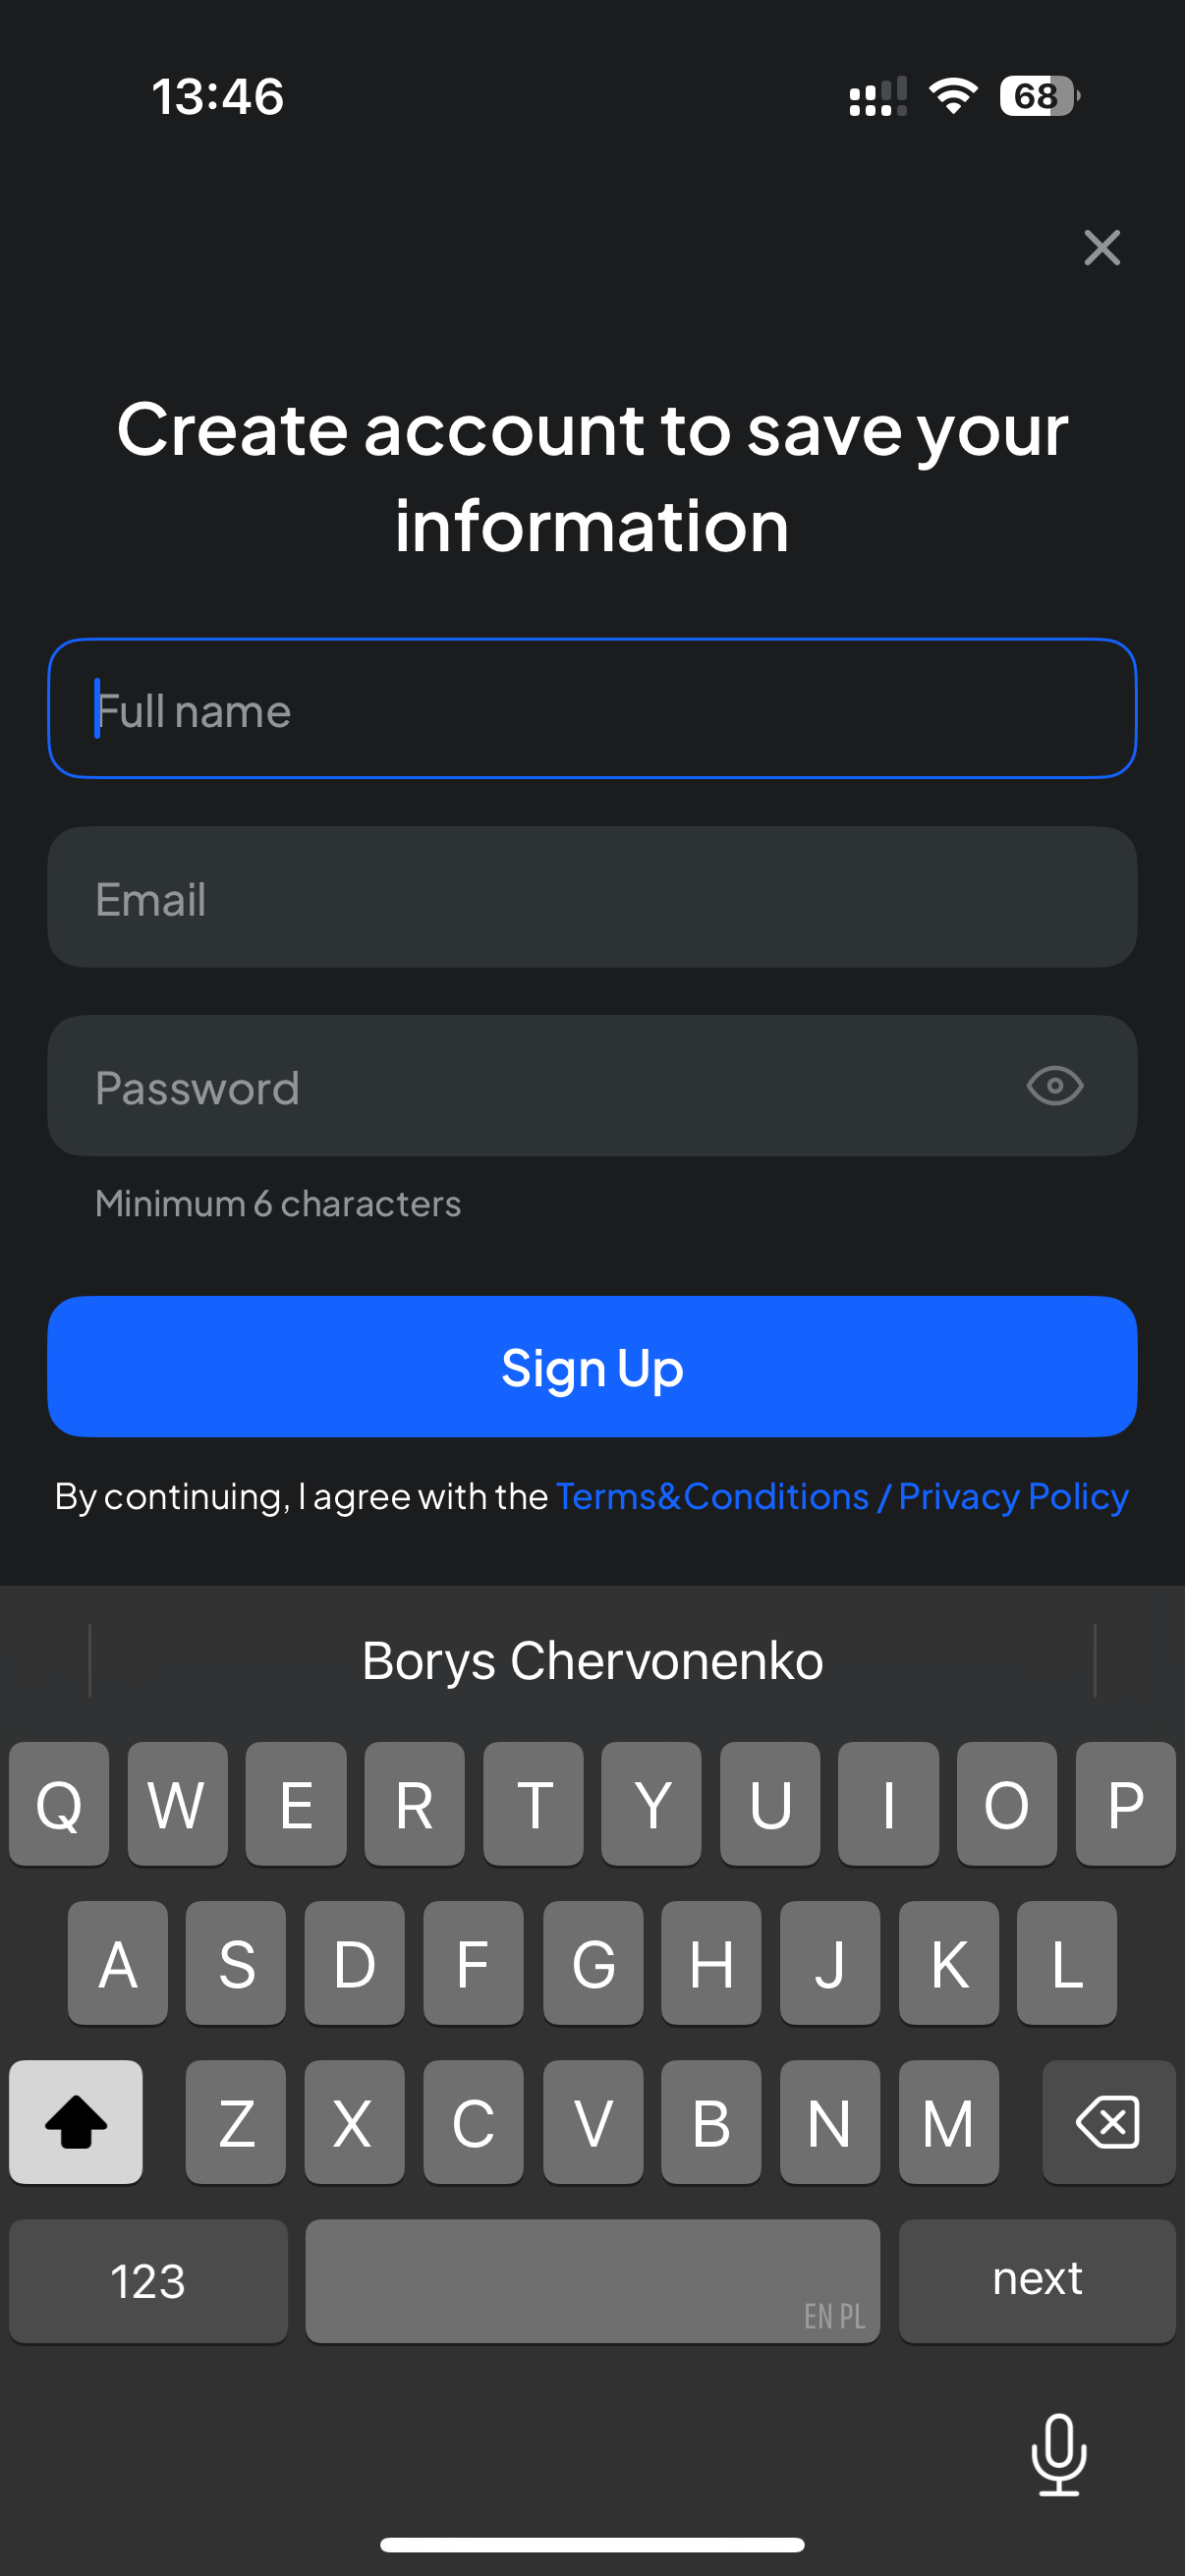 13:46
68
Create account to save your
information
Full name
Email
Password
Minimum 6 characters
Sign Up
By continuing, I agree with the Terms&Conditions / Privacy Policy
Borys Chervonenko
Q W E R T Y U I O P
A S D F G H J K L
Z X C V B N M
123 EN PL next